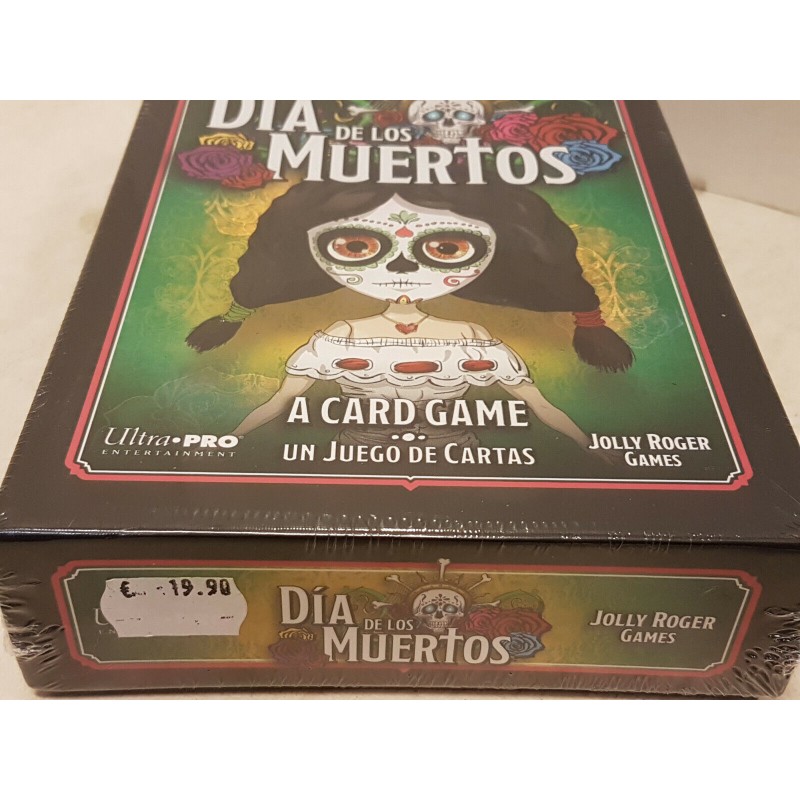 DÍA
DE LOS
MUERTOS
A CARD GAME
UN JUEGO DE CARTAS
Ultra•PRO®
ENTERTAINMENT
JOLLY ROGER
GAMES
€ 19.90
DÍA
DE LOS
MUERTOS
JOLLY ROGER
GAMES